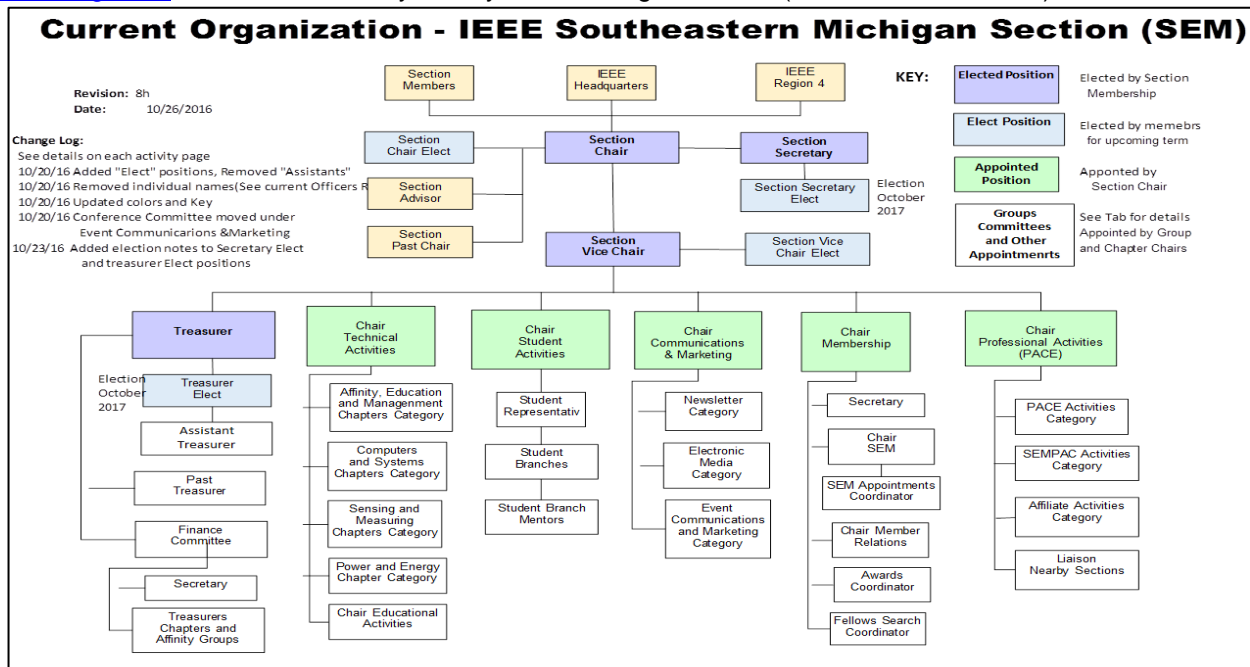 Current Organization - IEEE Southeastern Michigan Section (SEM)
Revision: 8h
Date: 10/26/2016
Change Log:
See details on each activity page
10/20/16 Added "Elect" positions, Removed "Assistants"
10/20/16 Removed individual names(See current Officers R
10/20/16 Updated colors and Key
10/20/16 Conference Committee moved under
Event Communicarions &Marketing
10/23/16 Added election notes to Secretary Elect
and treasurer Elect positions
Section
Members
IEEE
Headquarters
IEEE
Region 4
KEY:
Elected Position
Elected by Section
Membership
Elect Position
Elected by memebrs
for upcoming term
Appointed
Position
Apponted by
Section Chair
Groups
Committees
and Other
Appointmenrts
See Tab for details
Appointed by Group
and Chapter Chairs
Section
Chair Elect
Section
Chair
Section
Secretary
Section
Advisor
Section Secretary
Elect
Election
October
2017
Section
Past Chair
Section
Vice Chair
Section Vice
Chair Elect
Treasurer
Election
October
2017
Treasurer
Elect
Assistant
Treasurer
Past
Treasurer
Finance
Committee
Secretary
Treasurers
Chapters and
Affinity Groups
Chair
Technical
Activities
Affinity, Education
and Managenment
Chapters Category
Computers
and Systems
Chapters Category
Sensing and
Measuring
Chapters Category
Power and Energy
Chapter Category
Chair Educational
Activities
Chair
Student
Activities
Student
Representativ
Student
Branches
Student Branch
Mentors
Chair
Communications
& Marketing
Newsletter
Category
Electronic
Media
Category
Event
Communications
and Marketing
Category
Chair
Membership
Secretary
Chair
SEM
SEM Appointments
Coordinator
Chair Member
Relations
Awards
Coordinator
Fellows Search
Coordinator
Chair
Professional Activities
(PACE)
PACE Activities
Category
SEMPAC Activities
Category
Affiliate Activities
Category
Liaison
Nearby Sections